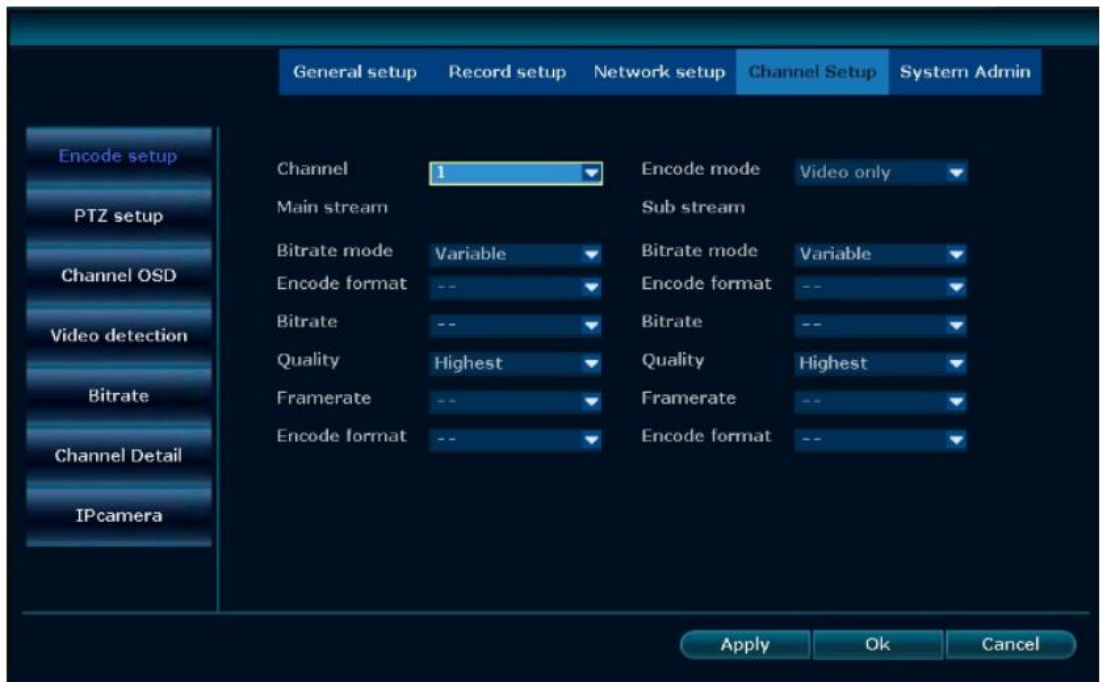 General setup Record setup Network setup Channel Setup System Admin
Encode setup
PTZ setup
Channel OSD
Video detection
Bitrate
Channel Detail
IPcamera
Channel 1 Encode mode Video only
Main stream Sub stream
Bitrate mode Variable Bitrate mode Variable
Encode format -- Encode format --
Bitrate -- Bitrate --
Quality Highest Quality Highest
Framerate -- Framerate --
Encode format -- Encode format --
Apply Ok Cancel